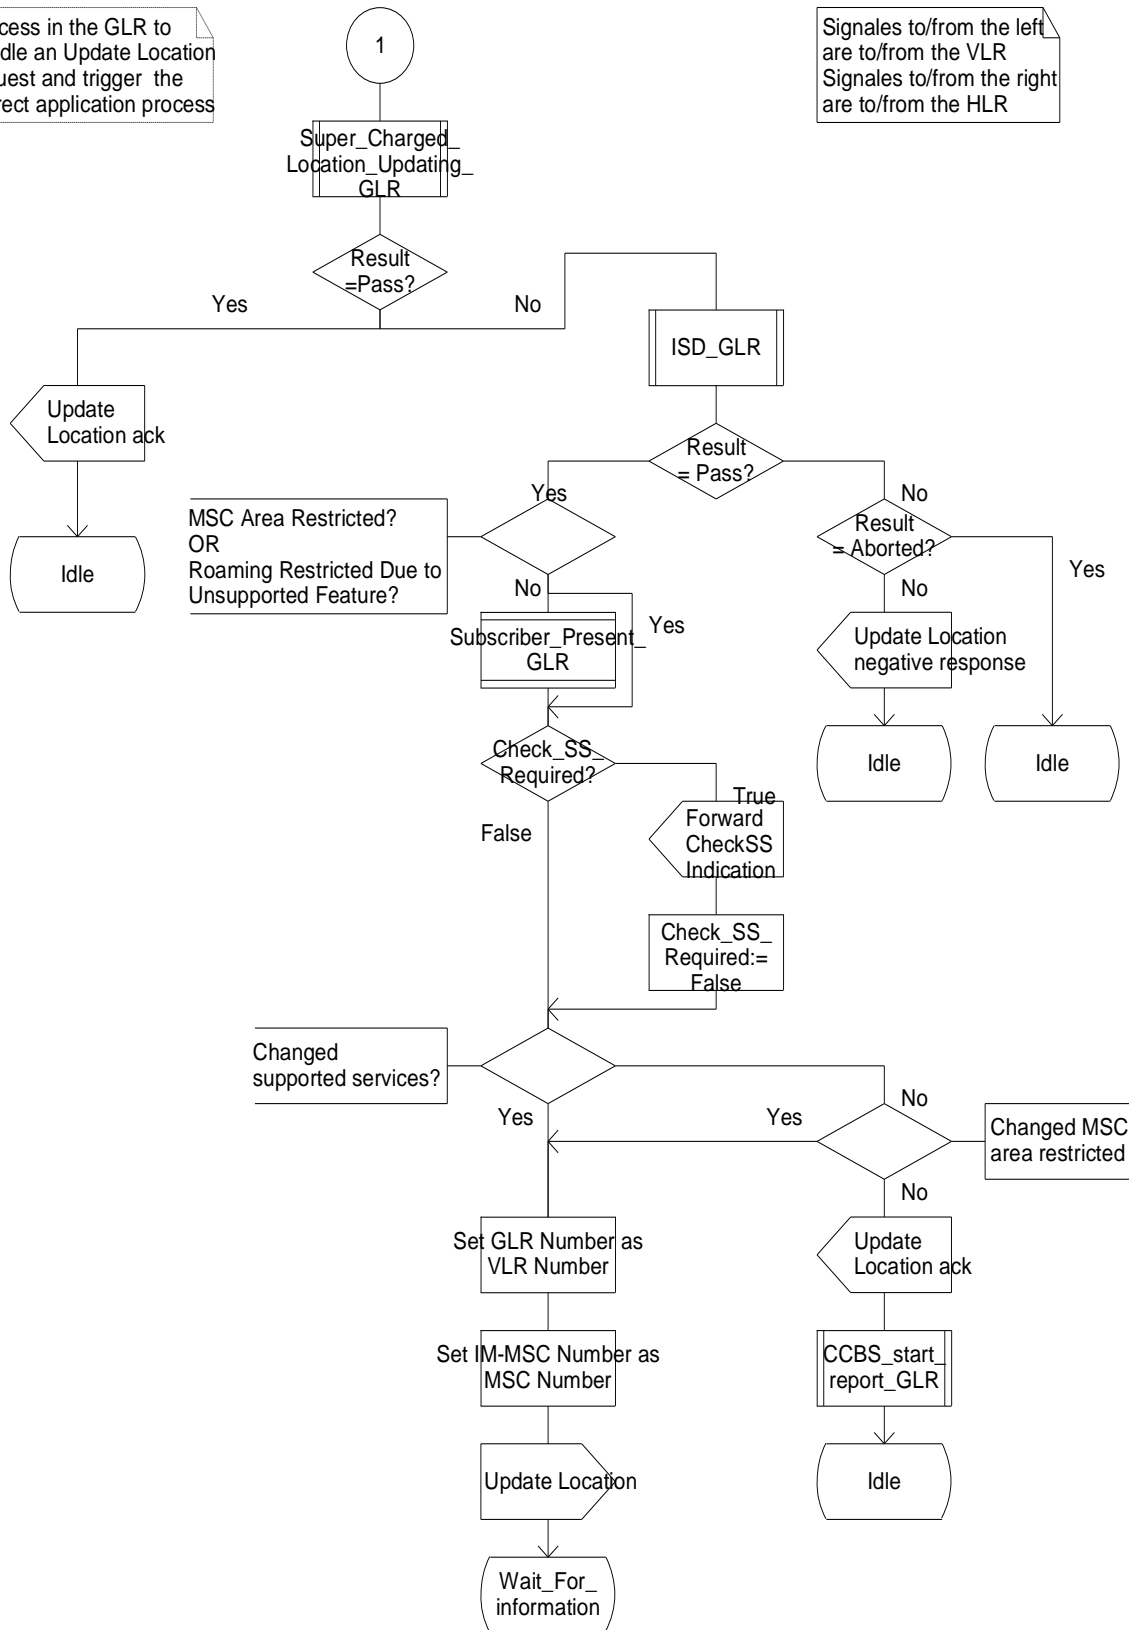 cess in the GLR to
dle an Update Location
uest and trigger the
rect application process
1
Signales to/from the left
are to/from the VLR
Signales to/from the right
are to/from the HLR
Super_Charged_
Location_Updating_
GLR
Result
=Pass?
Yes
No
ISD_GLR
Update
Location ack
Result
= Pass?
Yes
No
MSC Area Restricted?
OR
Roaming Restricted Due to
Unsupported Feature?
Result
= Aborted?
Idle
Yes
No
No
Subscriber_Present_
GLR
Yes
Update Location
negative response
Check_SS_
Required?
Idle
Idle
True
False
Forward
CheckSS
Indication
Check_SS_
Required:=
False
Changed
supported services?
No
Yes
Yes
Changed MSC
area restricted
No
Set GLR Number as
VLR Number
Update
Location ack
Set IM-MSC Number as
MSC Number
CCBS_start_
report_GLR
Update Location
Idle
Wait_For_
information